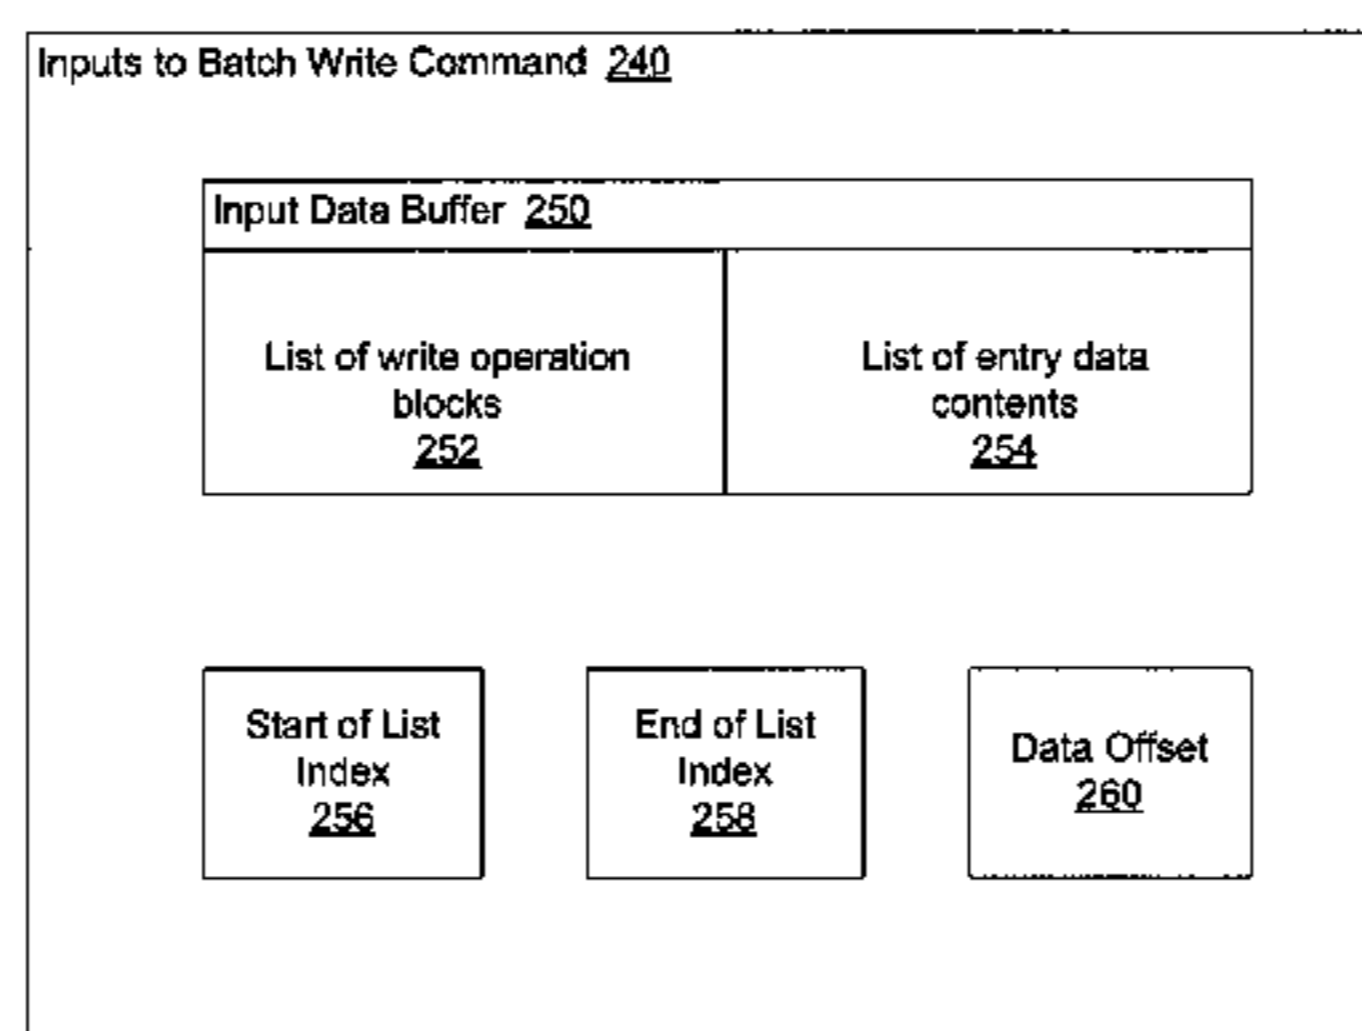 Inputs to Batch Write Command 240
Input Data Buffer 250
List of write operation
blocks
252
List of entry data
contents
254
Start of List
Index
256
End of List
Index
258
Data Offset
260